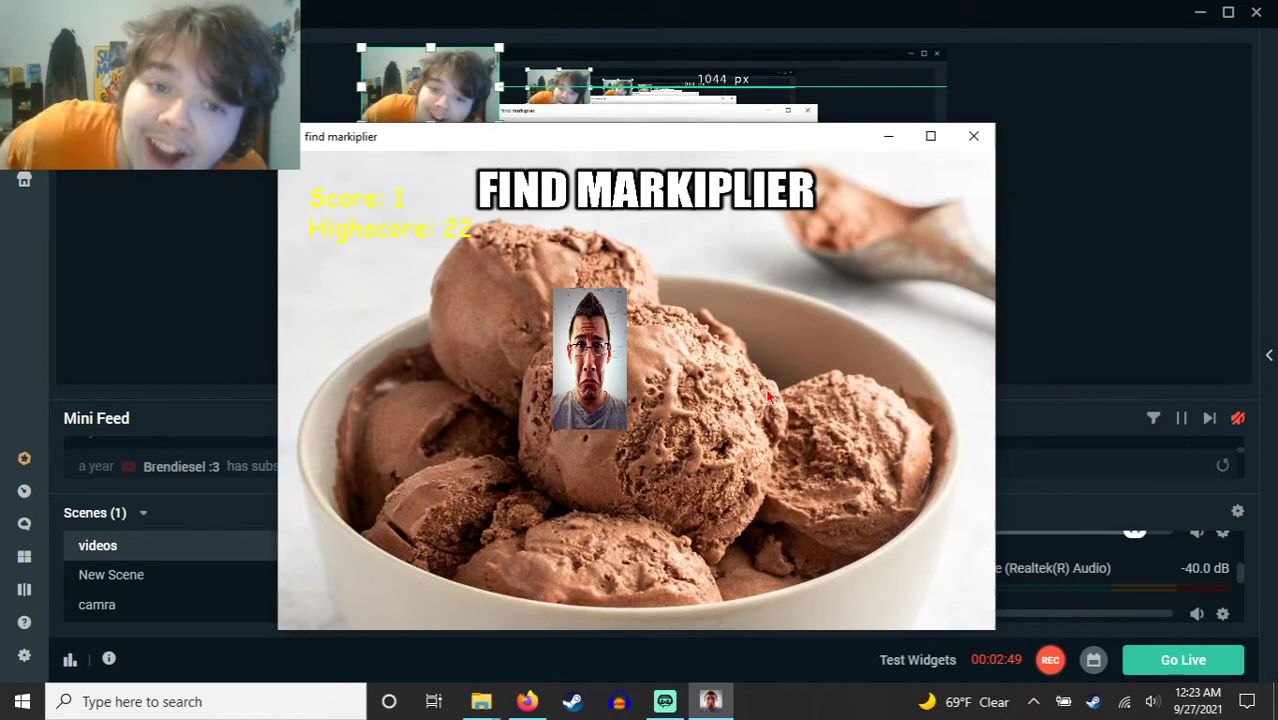 1044 px
find markiplier
find markiplier
FIND MARKIPLIER
Score: 1
Highscore: 22
Mini Feed
a year Brendiesel :3 has subs
Scenes (1)
videos
New Scene
camra
e (Realtek(R) Audio) -40.0 dB
Test Widgets 00:02:49 REC Go Live
Type here to search
69°F Clear
12:23 AM
9/27/2021